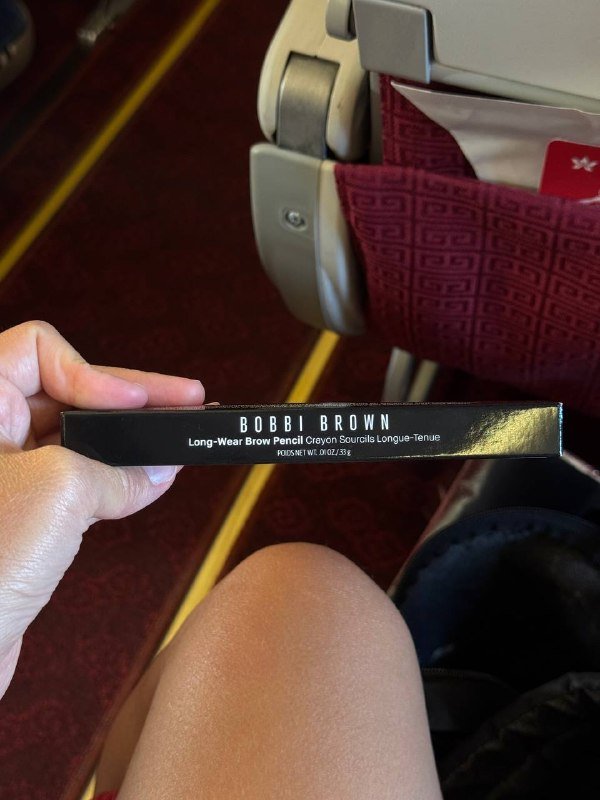 BOBBI BROWN
Long-Wear Brow Pencil Crayon Sourcils Longue-Tenue
POIDS NET WT. .01 OZ./.33 g